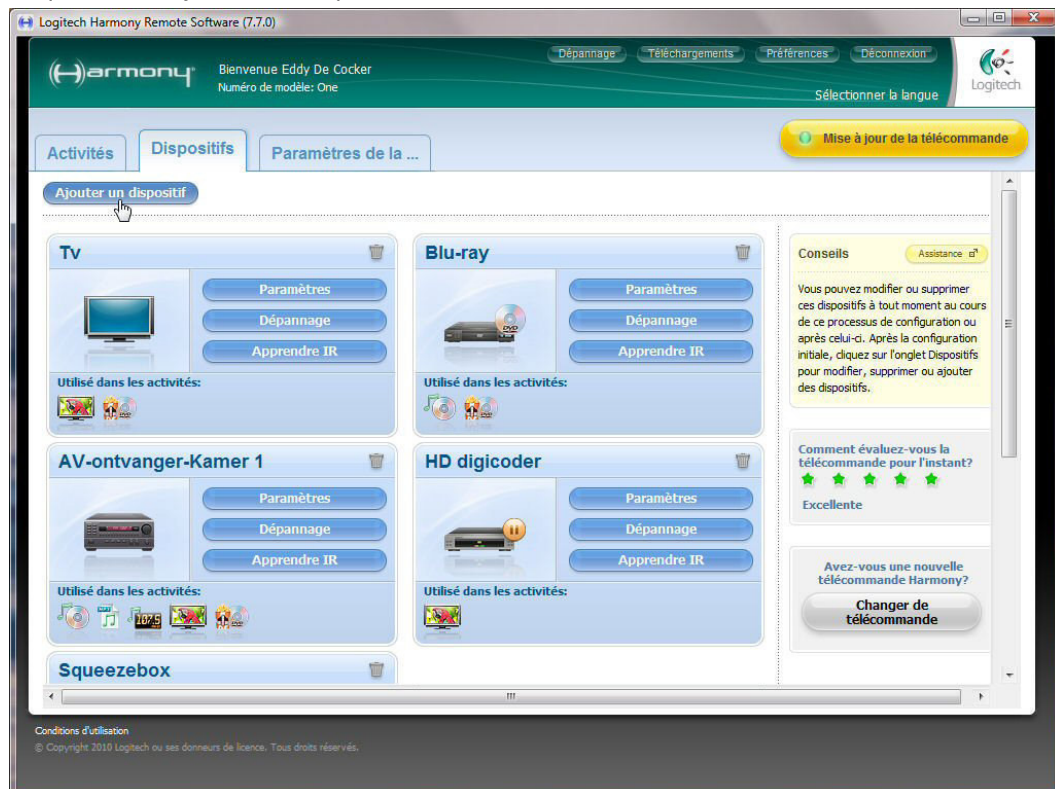 Logitech Harmony Remote Software (7.7.0)
Harmony
Bienvenue Eddy De Cocker
Numéro de modèle: One
Dépannage
Téléchargements
Préférences
Déconnexion
Sélectionner la langue
Logitech
Activités
Dispositifs
Paramètres de la ...
Mise à jour de la télécommande
Ajouter un dispositif
Tv
Paramètres
Dépannage
Apprendre IR
Utilisé dans les activités:
Blu-ray
DVD
Paramètres
Dépannage
Apprendre IR
Utilisé dans les activités:
AV-ontvanger-Kamer 1
Paramètres
Dépannage
Apprendre IR
Utilisé dans les activités:
107.5
HD digicoder
Paramètres
Dépannage
Apprendre IR
Utilisé dans les activités:
Squeezebox
Conseils
Assistance
Vous pouvez modifier ou supprimer
ces dispositifs à tout moment au cours
de ce processus de configuration ou
après celui-ci. Après la configuration
initiale, cliquez sur l'onglet Dispositifs
pour modifier, supprimer ou ajouter
des dispositifs.
Comment évaluez-vous la
télécommande pour l'instant?
Excellente
Avez-vous une nouvelle
télécommande Harmony?
Changer de
télécommande
Conditions d'utilisation
© Copyright 2010 Logitech ou ses donneurs de licence. Tous droits réservés.